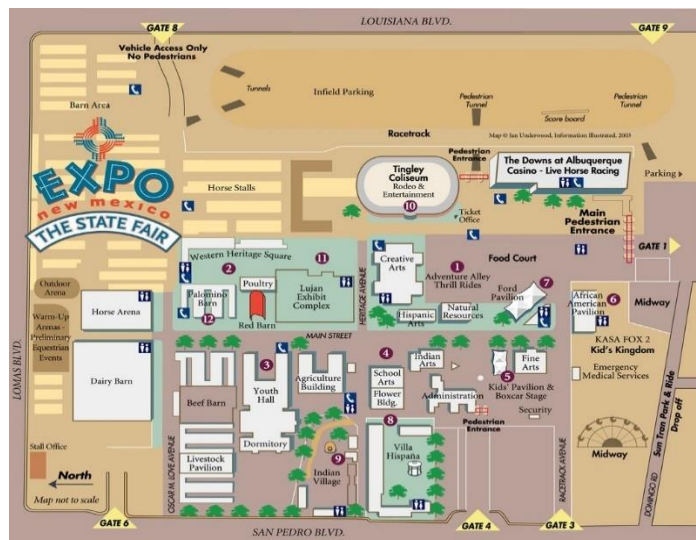 LOUISIANA BLVD.
GATE 8
GATE 9
Vehicle Access Only
No Pedestrians
Tunnels
Infield Parking
Pedestrian
Tunnel
Pedestrian
Tunnel
Score board
Barn Area
Racetrack
Map © Ian Underwood, Information Illustrated. 2005
EXPO
new mexico
THE STATE FAIR
Horse Stalls
Tingley
Coliseum
Rodeo &
Entertainment
10
Pedestrian
Entrance
The Downs at Albuquerque
Casino - Live Horse Racing
Parking
Ticket
Office
Main
Pedestrian
Entrance
GATE 1
Western Heritage Square
2
11
Creative
Arts
Food Court
1
Adventure Alley
Thrill Rides
7
Ford
Pavilion
Poultry
Palomino
Barn
12
Red Barn
Lujan
Exhibit
Complex
HERITAGE AVENUE
Hispanic
Arts
Natural
Resources
African
American
Pavilion
6
Midway
Outdoor
Arena
Horse Arena
Warm-Up
Arenas -
Preliminary
Equestrian
Events
MAIN STREET
KASA FOX 2
Kid's Kingdom
LOMAS BLVD.
Dairy Barn
Beef Barn
3
Youth
Hall
Agriculture
Building
4
School
Arts
Flower
Bldg.
Indian
Arts
5
Fine
Arts
Kids' Pavilion &
Boxcar Stage
Emergency
Medical Services
Administration
Security
Pedestrian
Entrance
Dormitory
8
Stall Office
Livestock
Pavilion
9
Indian
Village
Villa
Hispaña
Midway
North
Map not to scale
OSCAR M. LOVE AVENUE
RACETRACK AVENUE
DOMINGO RD
Sun Tran Park & Ride
Drop off
GATE 6
SAN PEDRO BLVD.
GATE 4
GATE 3